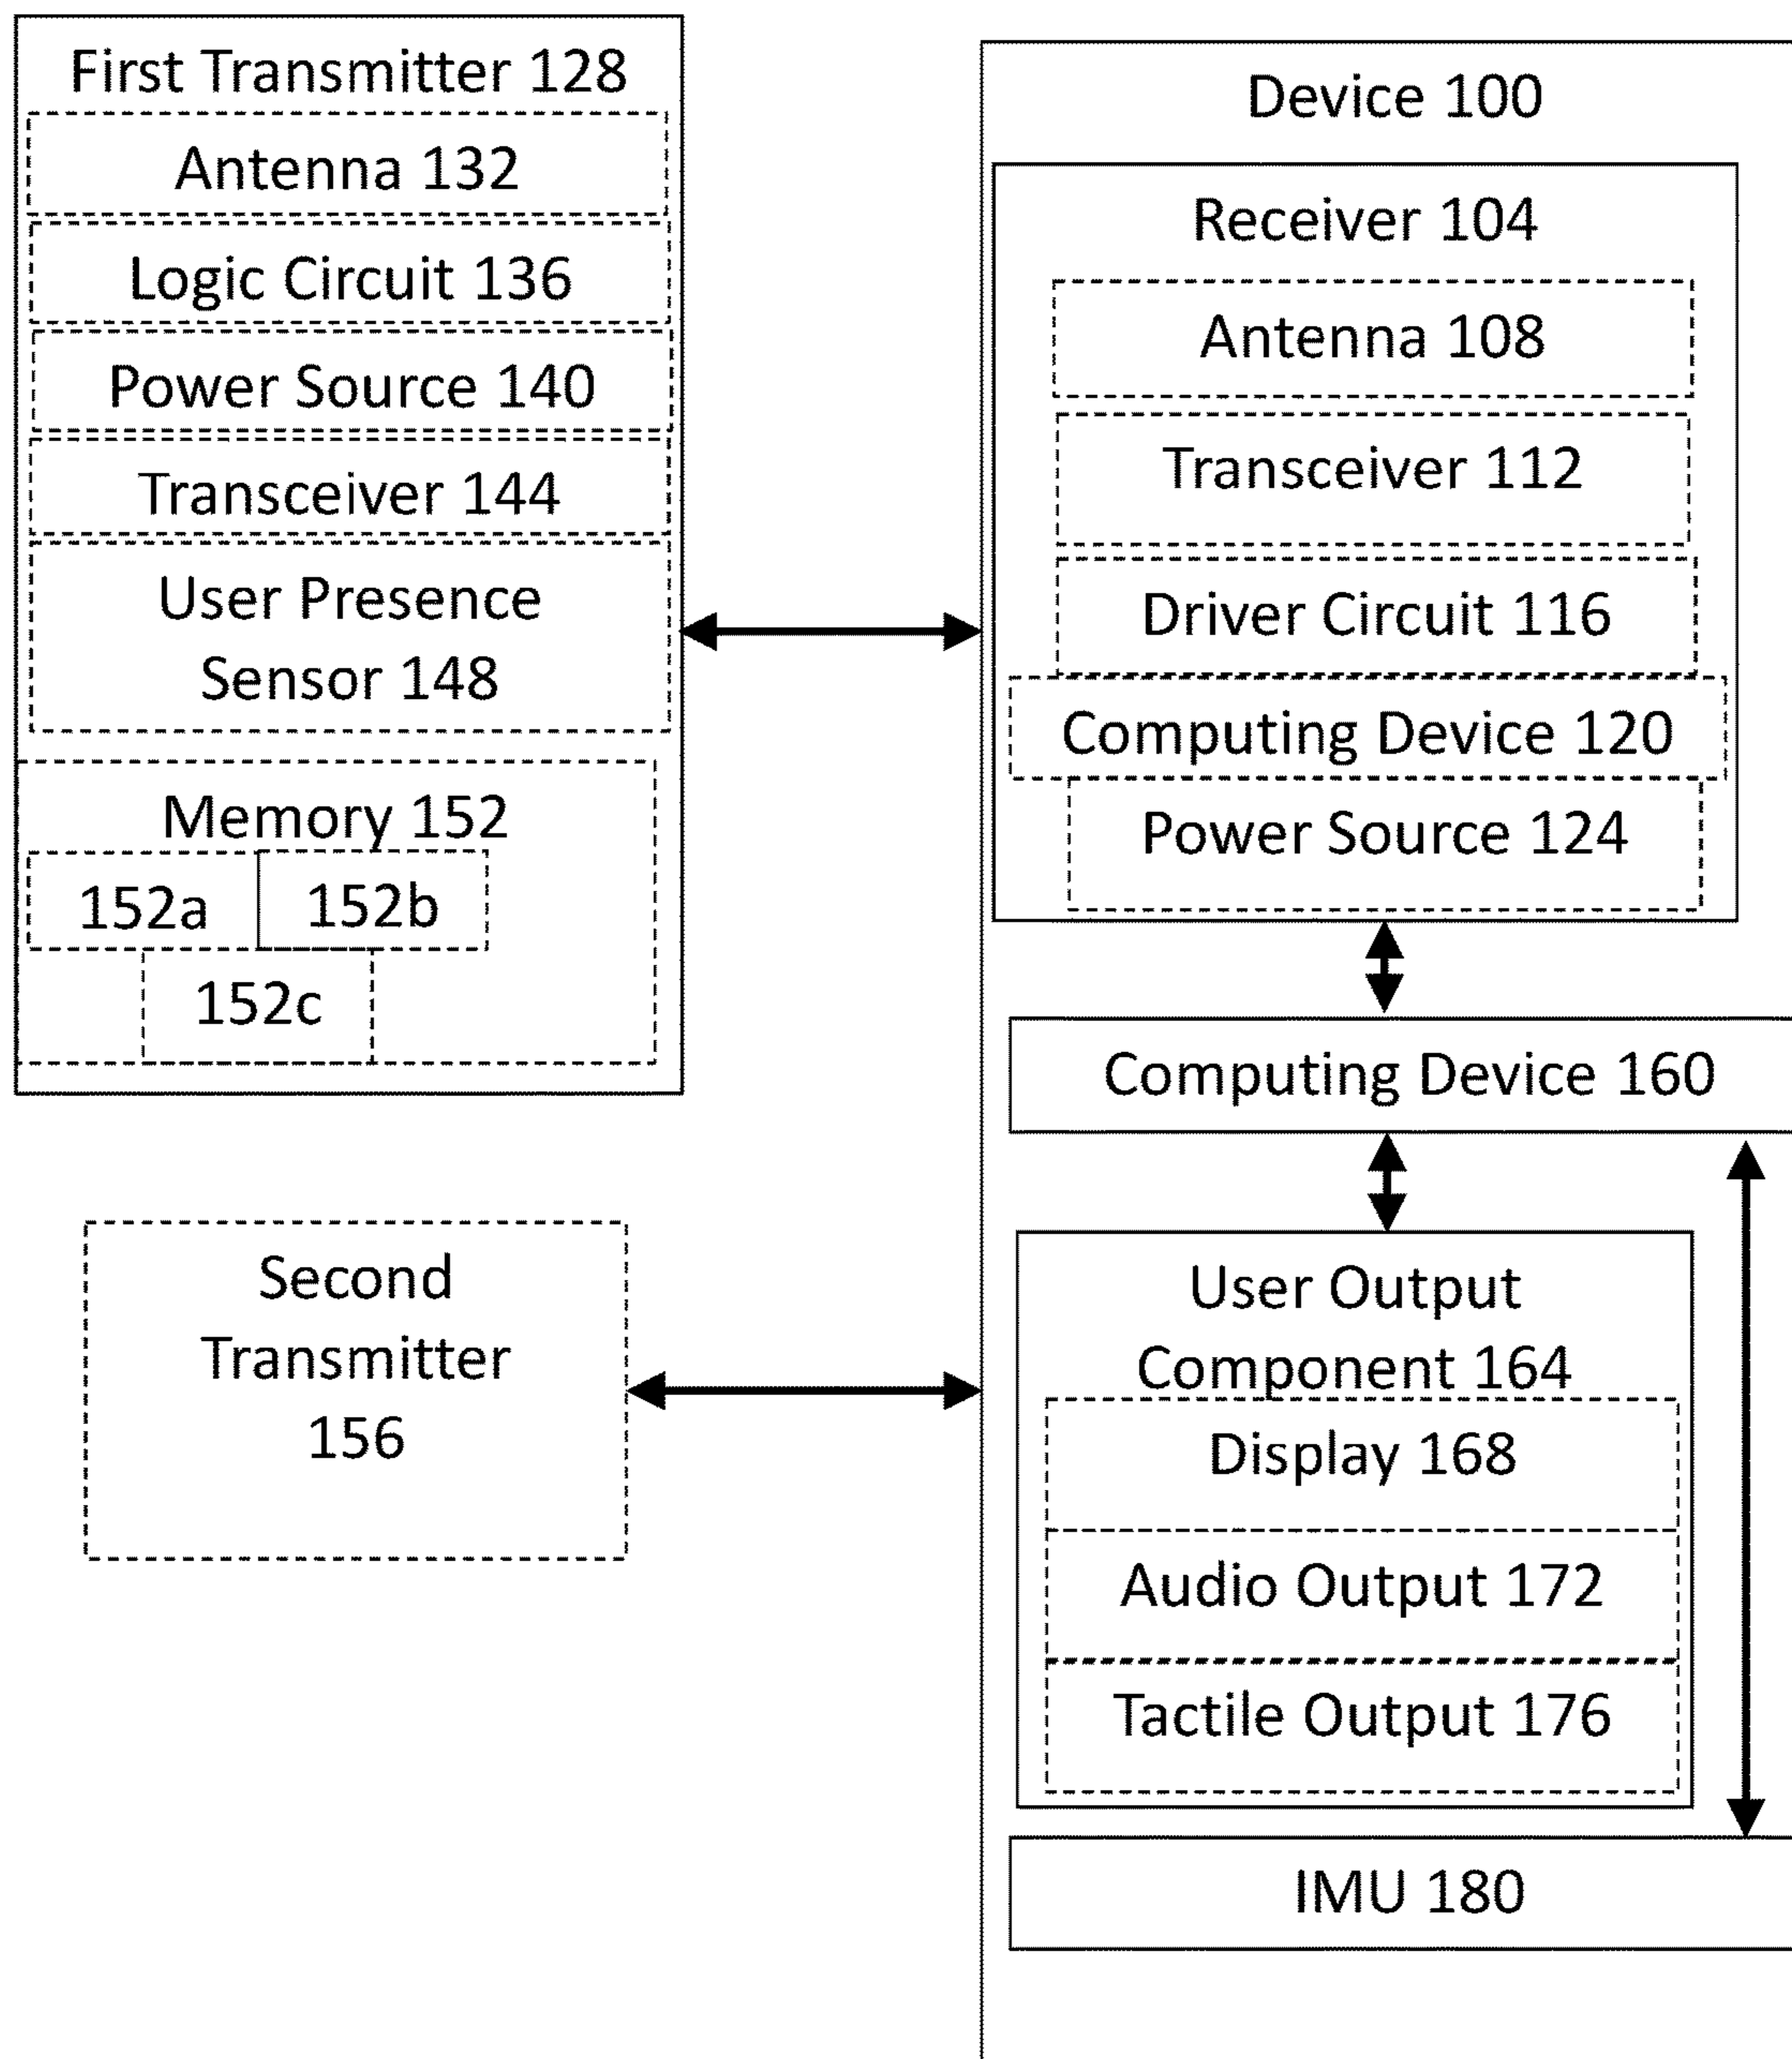 First Transmitter 128
Antenna 132
Logic Circuit 136
Power Source 140
Transceiver 144
User Presence
Sensor 148
Memory 152
152a
152b
152c
Second
Transmitter
156
Device 100
Receiver 104
Antenna 108
Transceiver 112
Driver Circuit 116
Computing Device 120
Power Source 124
Computing Device 160
User Output
Component 164
Display 168
Audio Output 172
Tactile Output 176
IMU 180